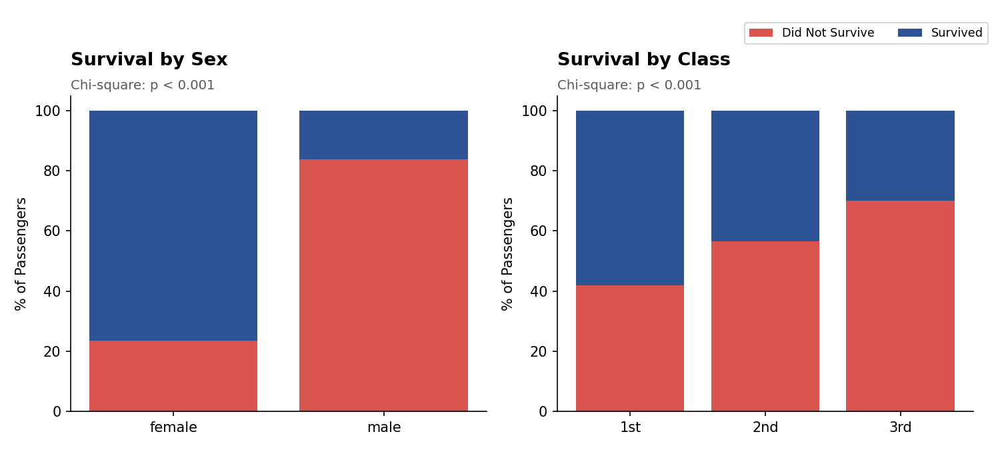 Did Not Survive
Survived
Survival by Sex
Chi-square: p < 0.001
% of Passengers
100
80
60
40
20
0
female
male
Survival by Class
Chi-square: p < 0.001
% of Passengers
100
80
60
40
20
0
1st
2nd
3rd